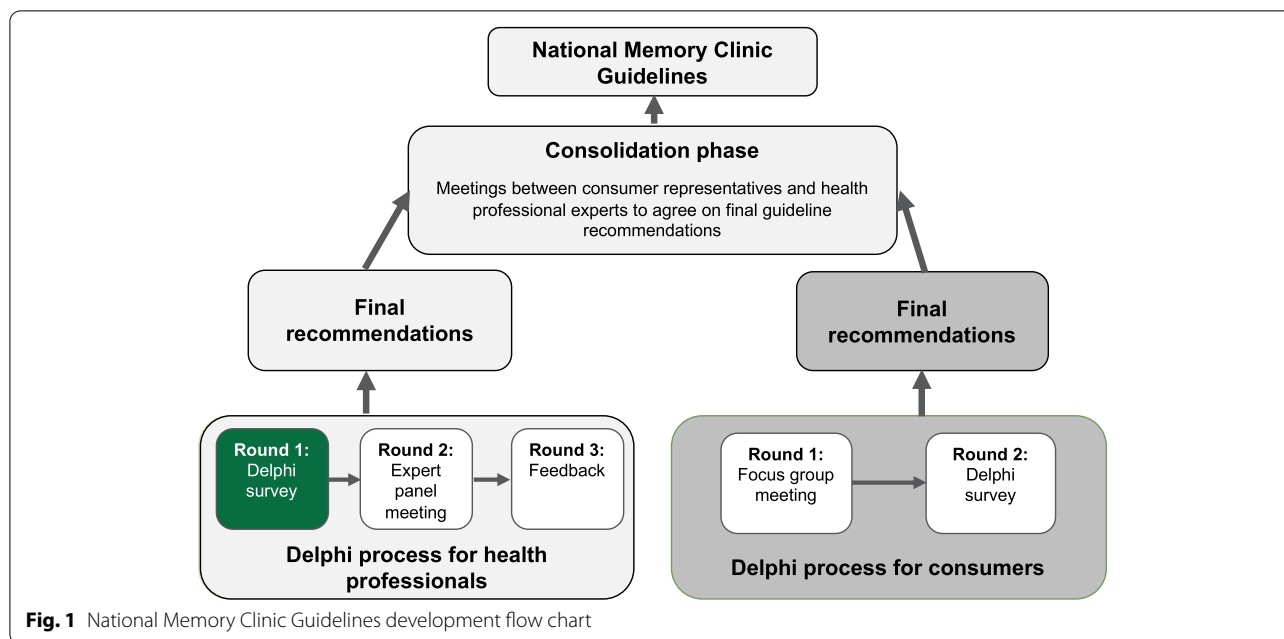 National Memory Clinic
Guidelines
Consolidation phase
Meetings between consumer representatives and health
professional experts to agree on final guideline
recommendations
Final
recommendations
Final
recommendations
Round 1:
Delphi
survey
Round 2:
Expert
panel
meeting
Round 3:
Feedback
Delphi process for health
professionals
Round 1:
Focus group
meeting
Round 2:
Delphi
survey
Delphi process for consumers
Fig. 1 National Memory Clinic Guidelines development flow chart